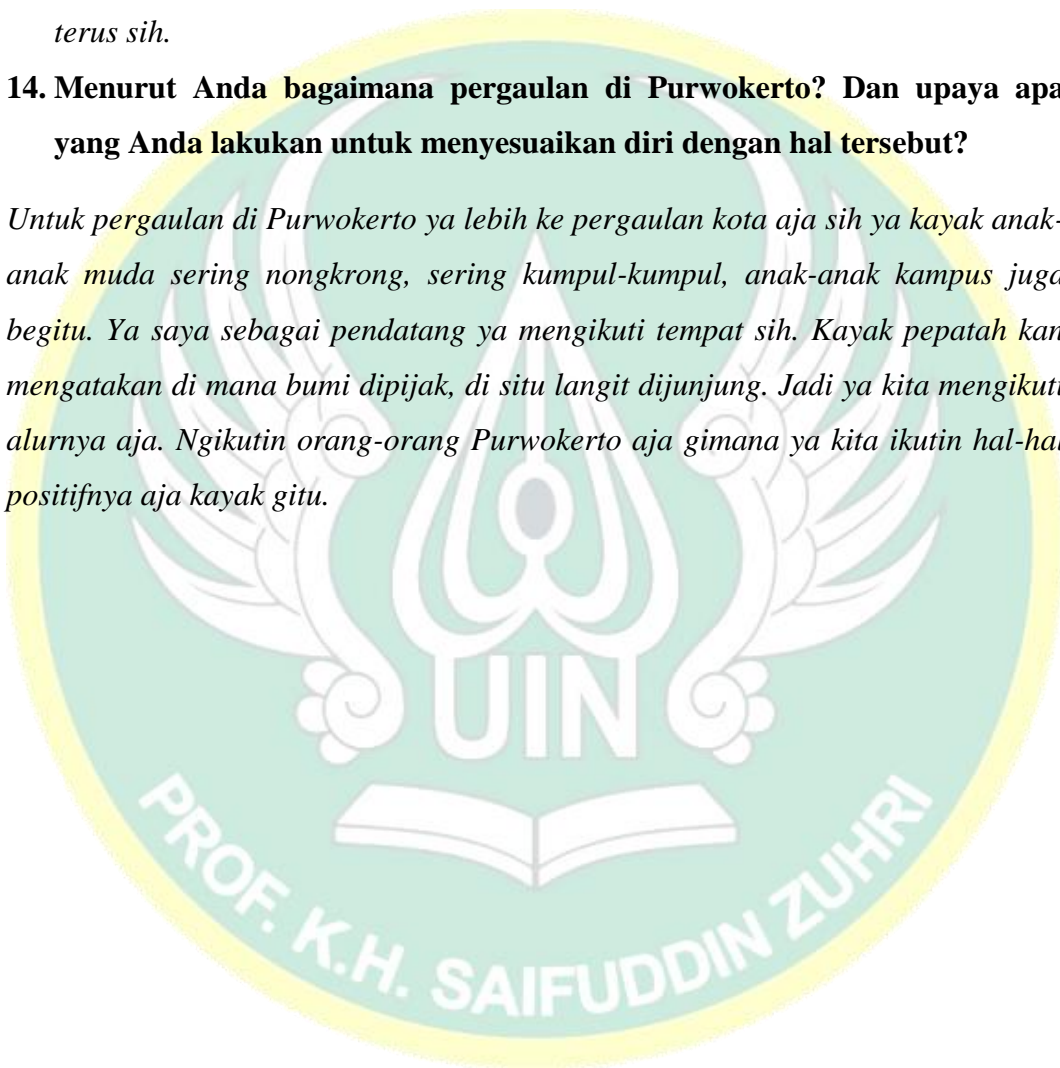 terus sih.
14. Menurut Anda bagaimana pergaulan di Purwokerto? Dan upaya apa
yang Anda lakukan untuk menyesuaikan diri dengan hal tersebut?
Untuk pergaulan di Purwokerto ya lebih ke pergaulan kota aja sih ya kayak anak-
anak muda sering nongkrong, sering kumpul-kumpul, anak-anak kampus juga
begitu. Ya saya sebagai pendatang ya mengikuti tempat sih. Kayak pepatah kan
mengatakan di mana bumi dipijak, di situ langit dijunjung. Jadi ya kita mengikuti
alurnya aja. Ngikutin orang-orang Purwokerto aja gimana ya kita ikutin hal-hal
positifnya aja kayak gitu.
UIN
PROF. K.H. SAIFUDDIN ZUHRI